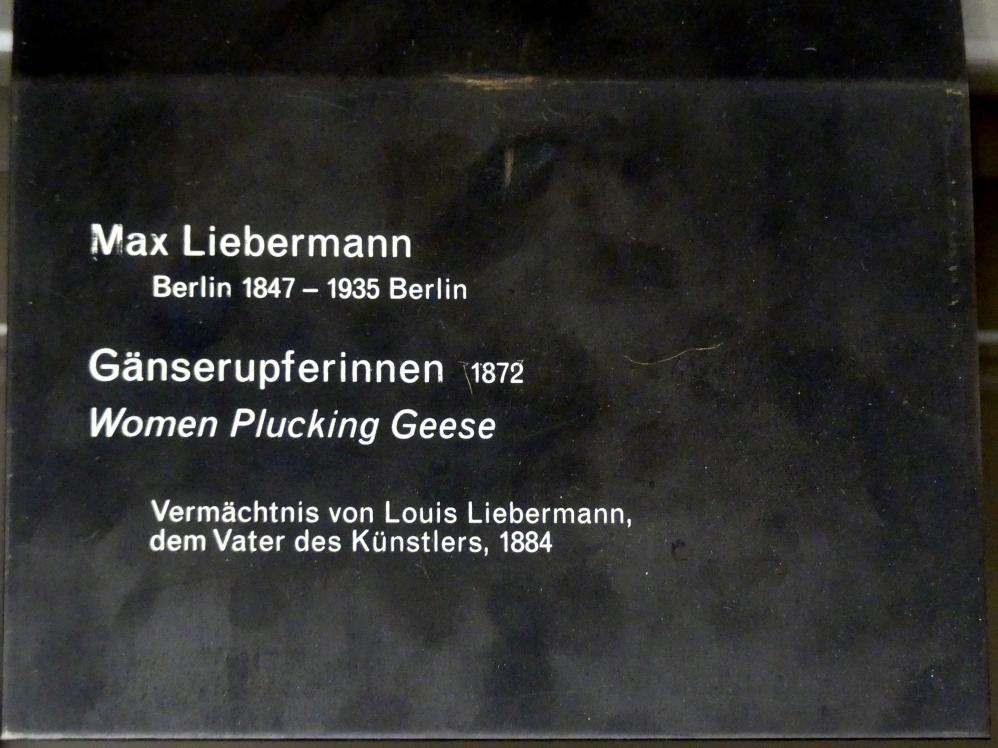 Max Liebermann
Berlin 1847 – 1935 Berlin
Gänserupferinnen 1872
Women Plucking Geese
Vermächtnis von Louis Liebermann,
dem Vater des Künstlers, 1884